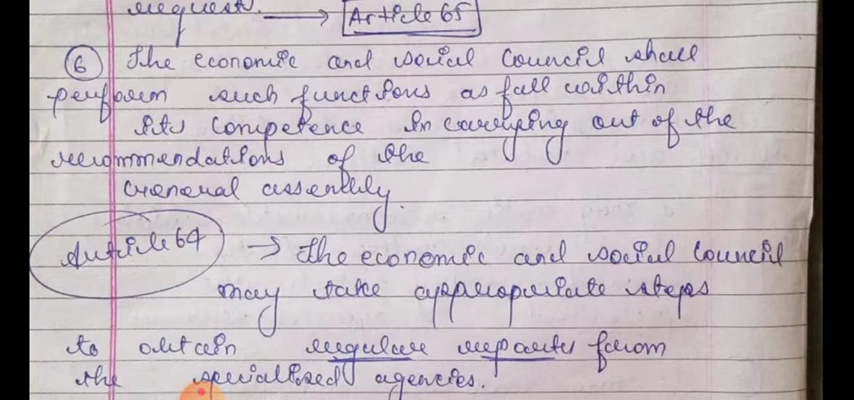 request. → Article 65
⑥ The economic and social Council shall
perform such functions as fall within
its competence in carrying out of the
recommendations of the
General assembly.
Article 64 → The economic and social Council
may take appropriate steps
to obtain regular reports from
the specialised agencies.